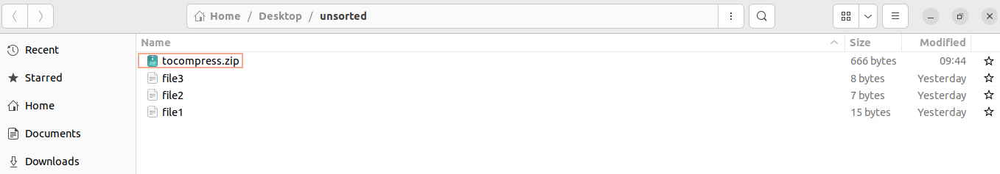 Home / Desktop / unsorted
Name Size Modified
Recent
tocompress.zip 666 bytes 09:44
Starred
file3 8 bytes Yesterday
file2 7 bytes Yesterday
Home
file1 15 bytes Yesterday
Documents
Downloads